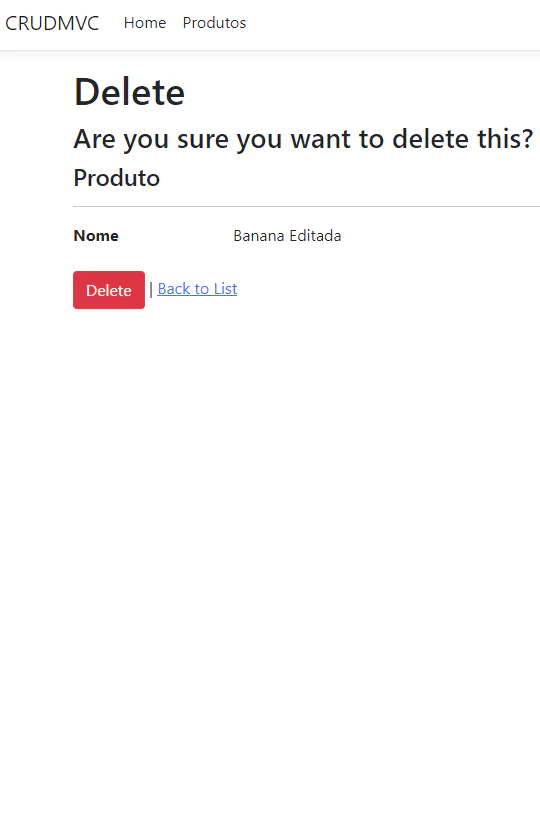 CRUDMVC Home Produtos
Delete
Are you sure you want to delete this?
Produto
Nome Banana Editada
Delete | Back to List